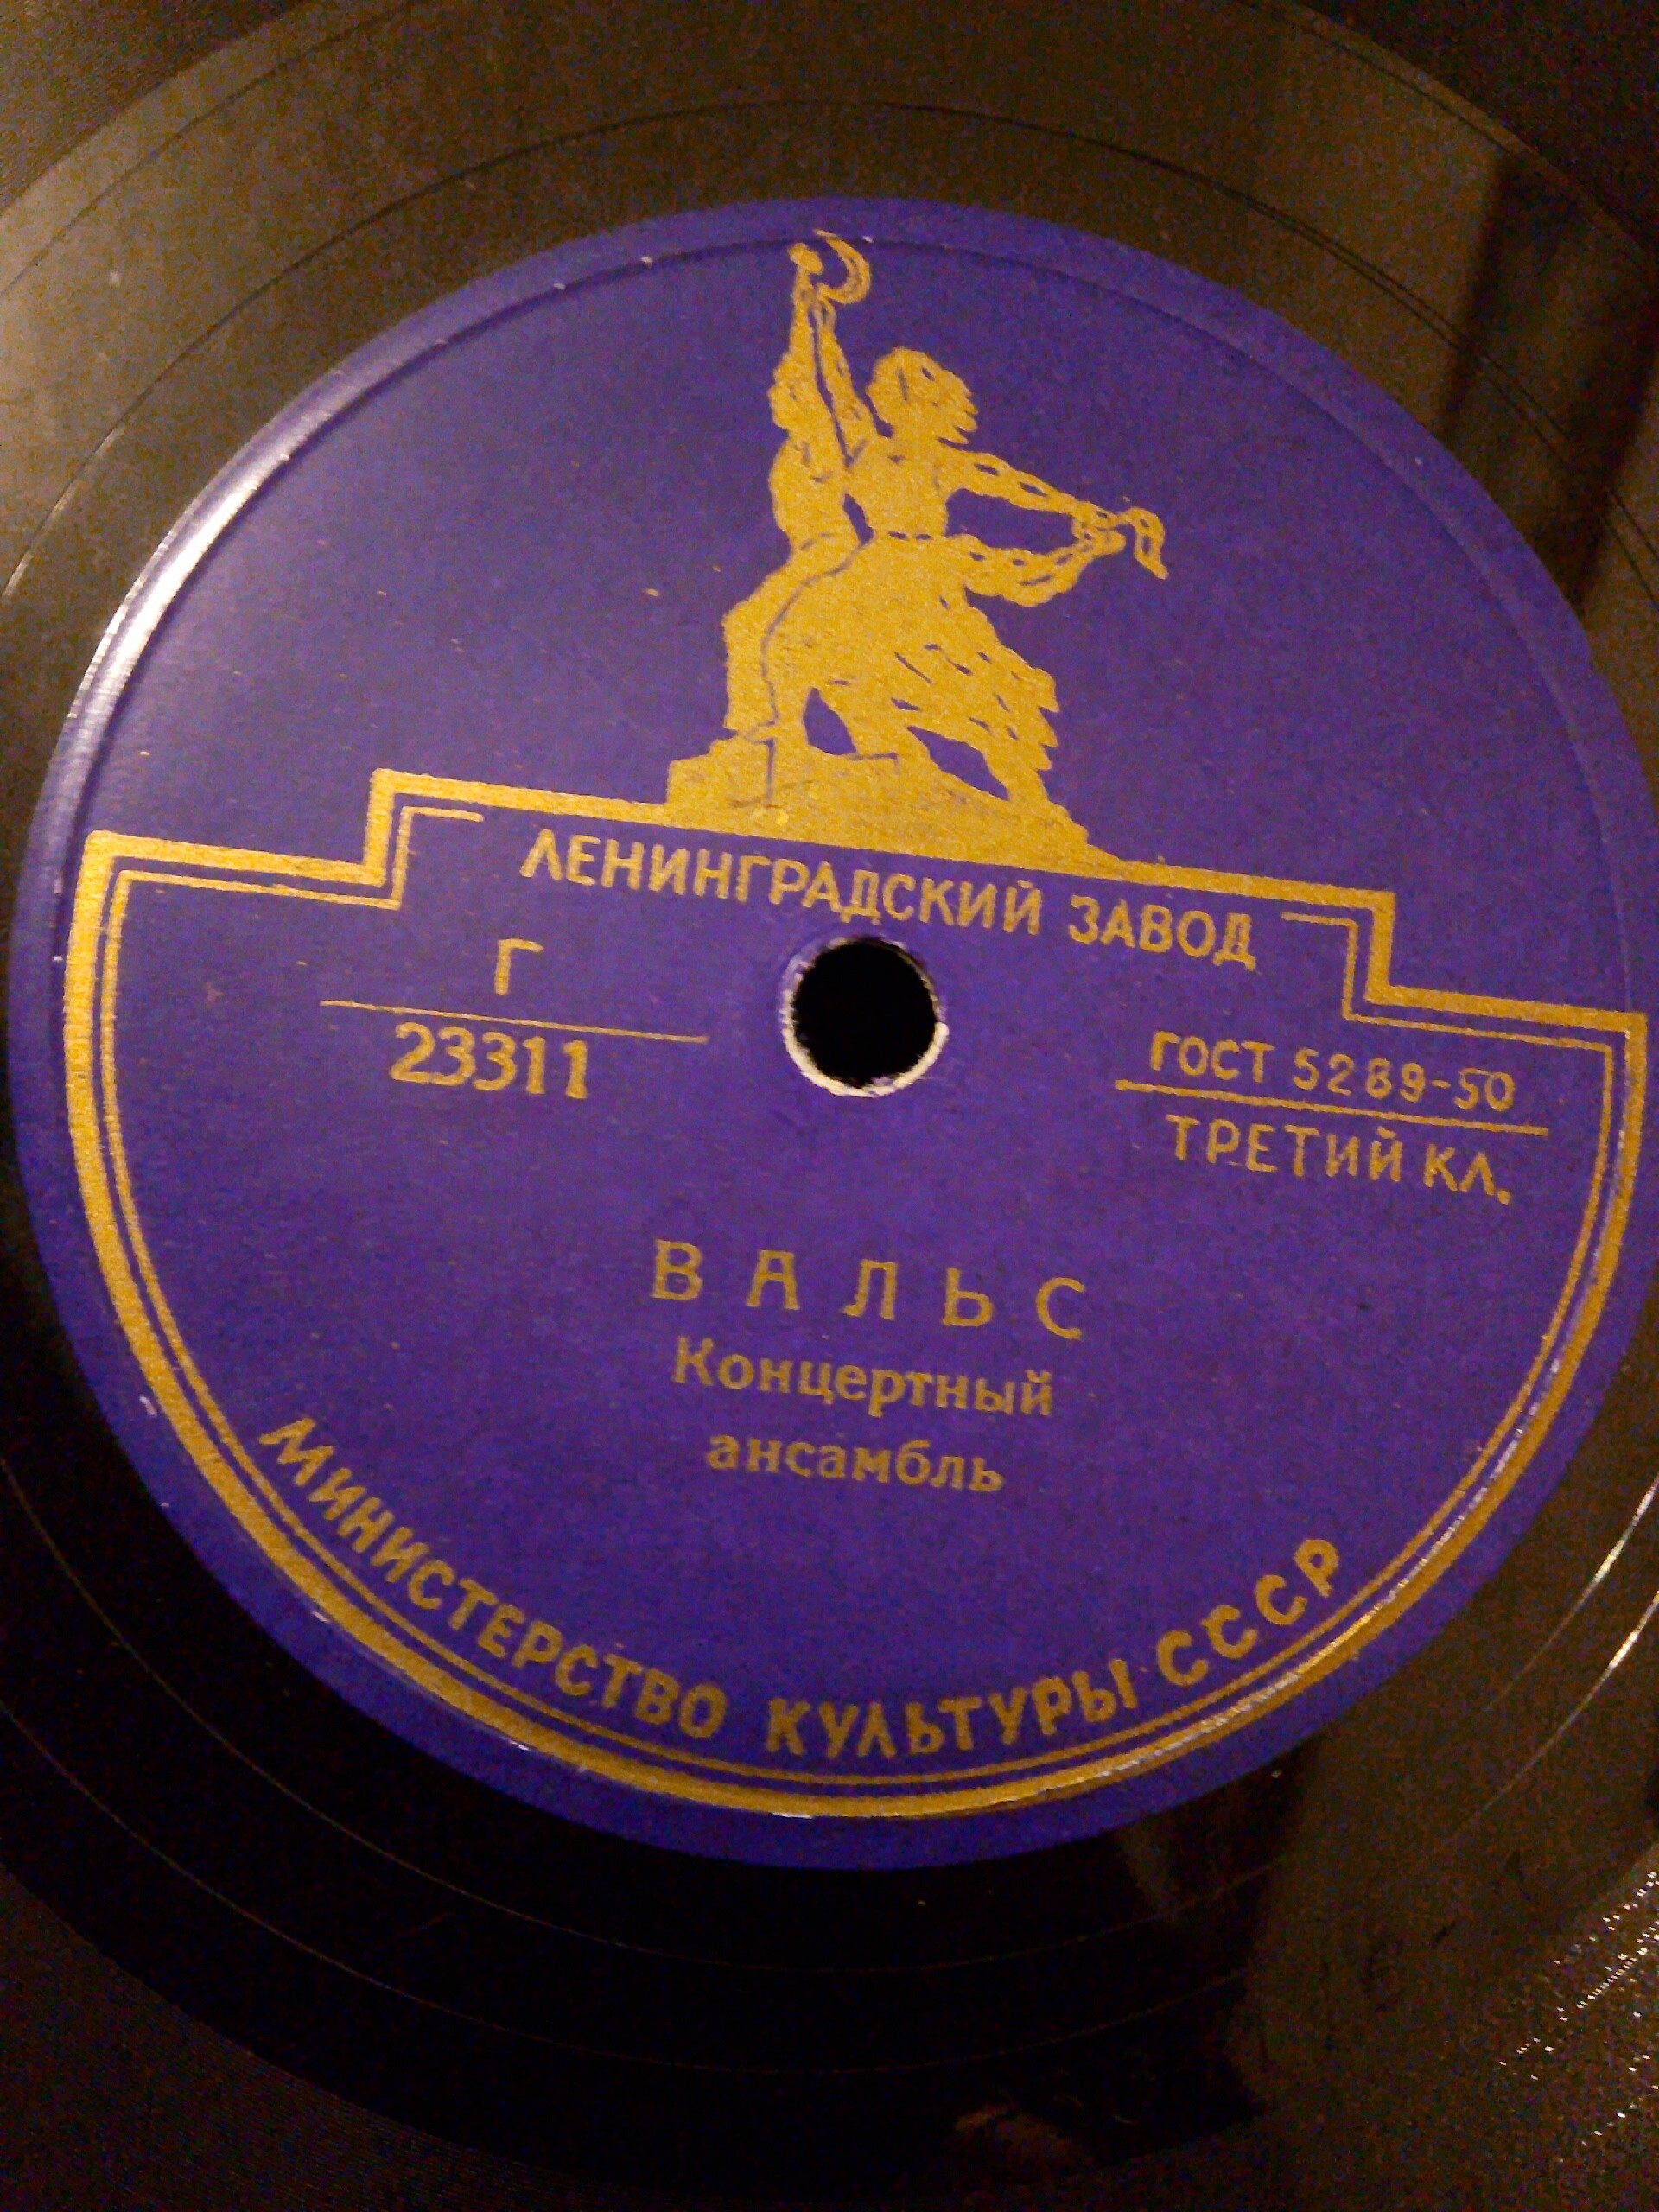 ЛЕНИНГРАДСКИЙ ЗАВОД
Г
23311
ГОСТ 5289-50
ТРЕТИЙ КЛ.
ВАЛЬС
Концертный
ансамбль
МИНИСТЕРСТВО КУЛЬТУРЫ СССР